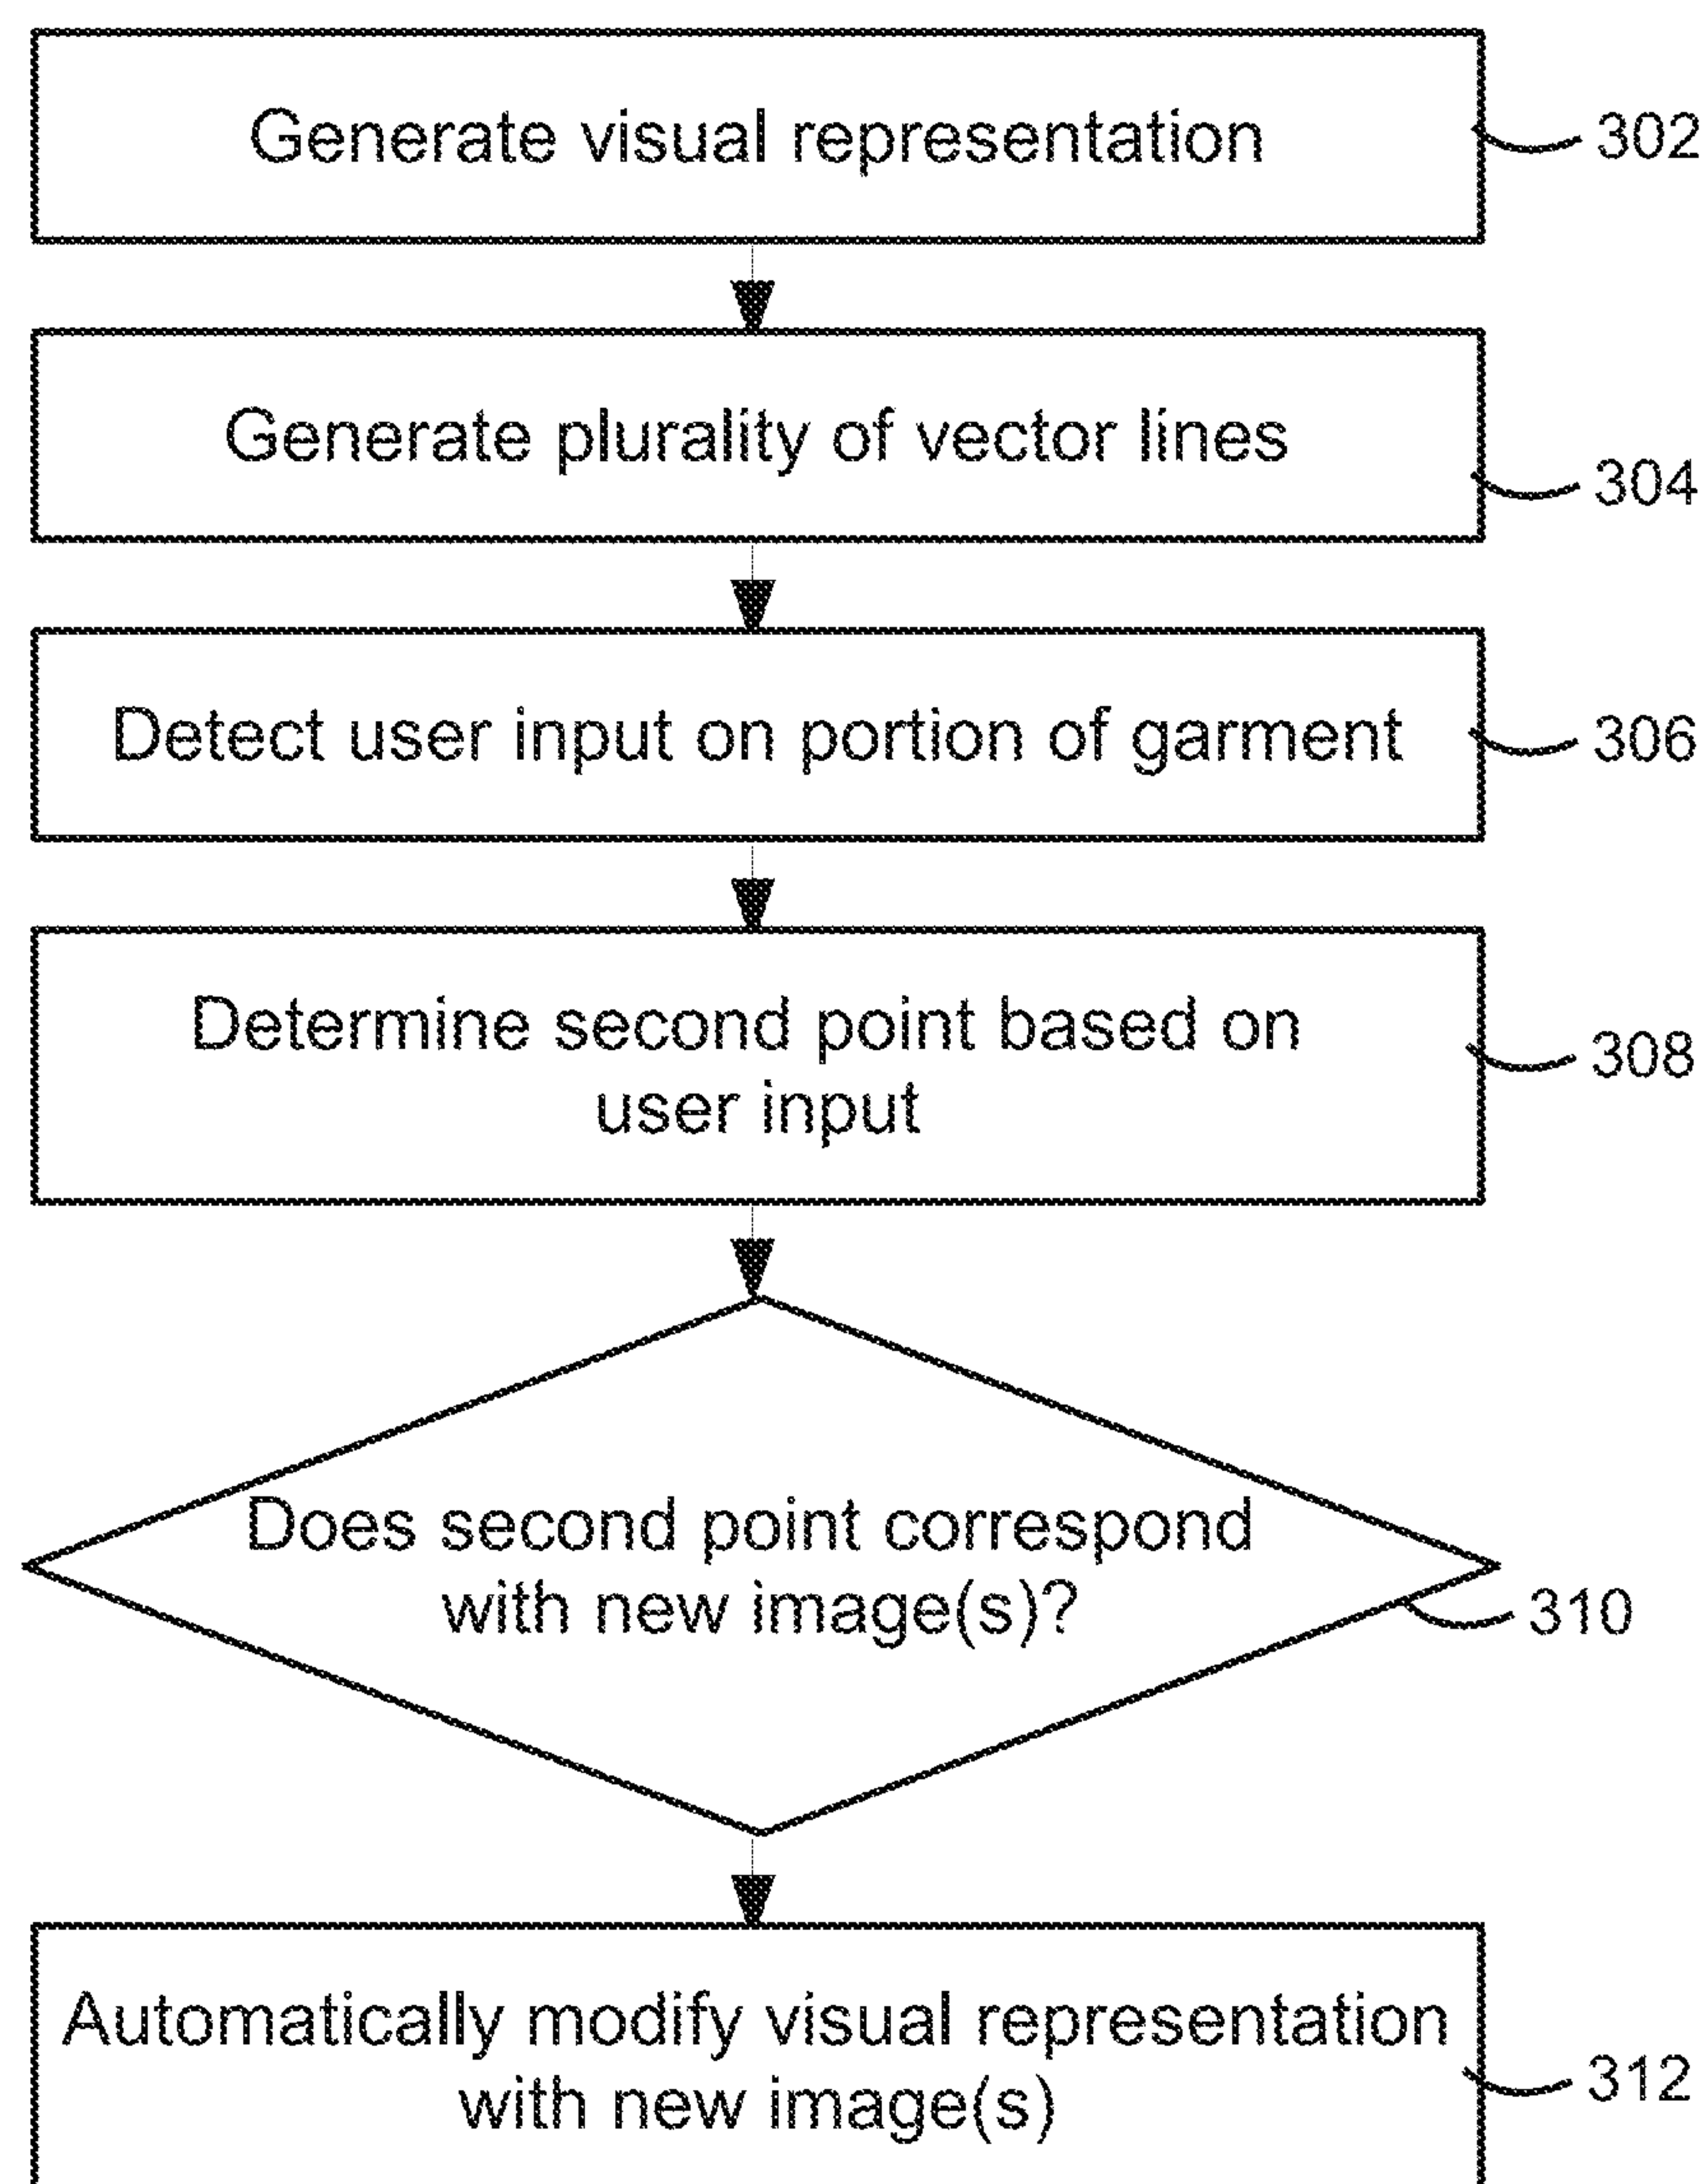 Generate visual representation
302
Generate plurality of vector lines
304
Detect user input on portion of garment
306
Determine second point based on
user input
308
Does second point correspond
with new image(s)?
310
Automatically modify visual representation
with new image(s)
312